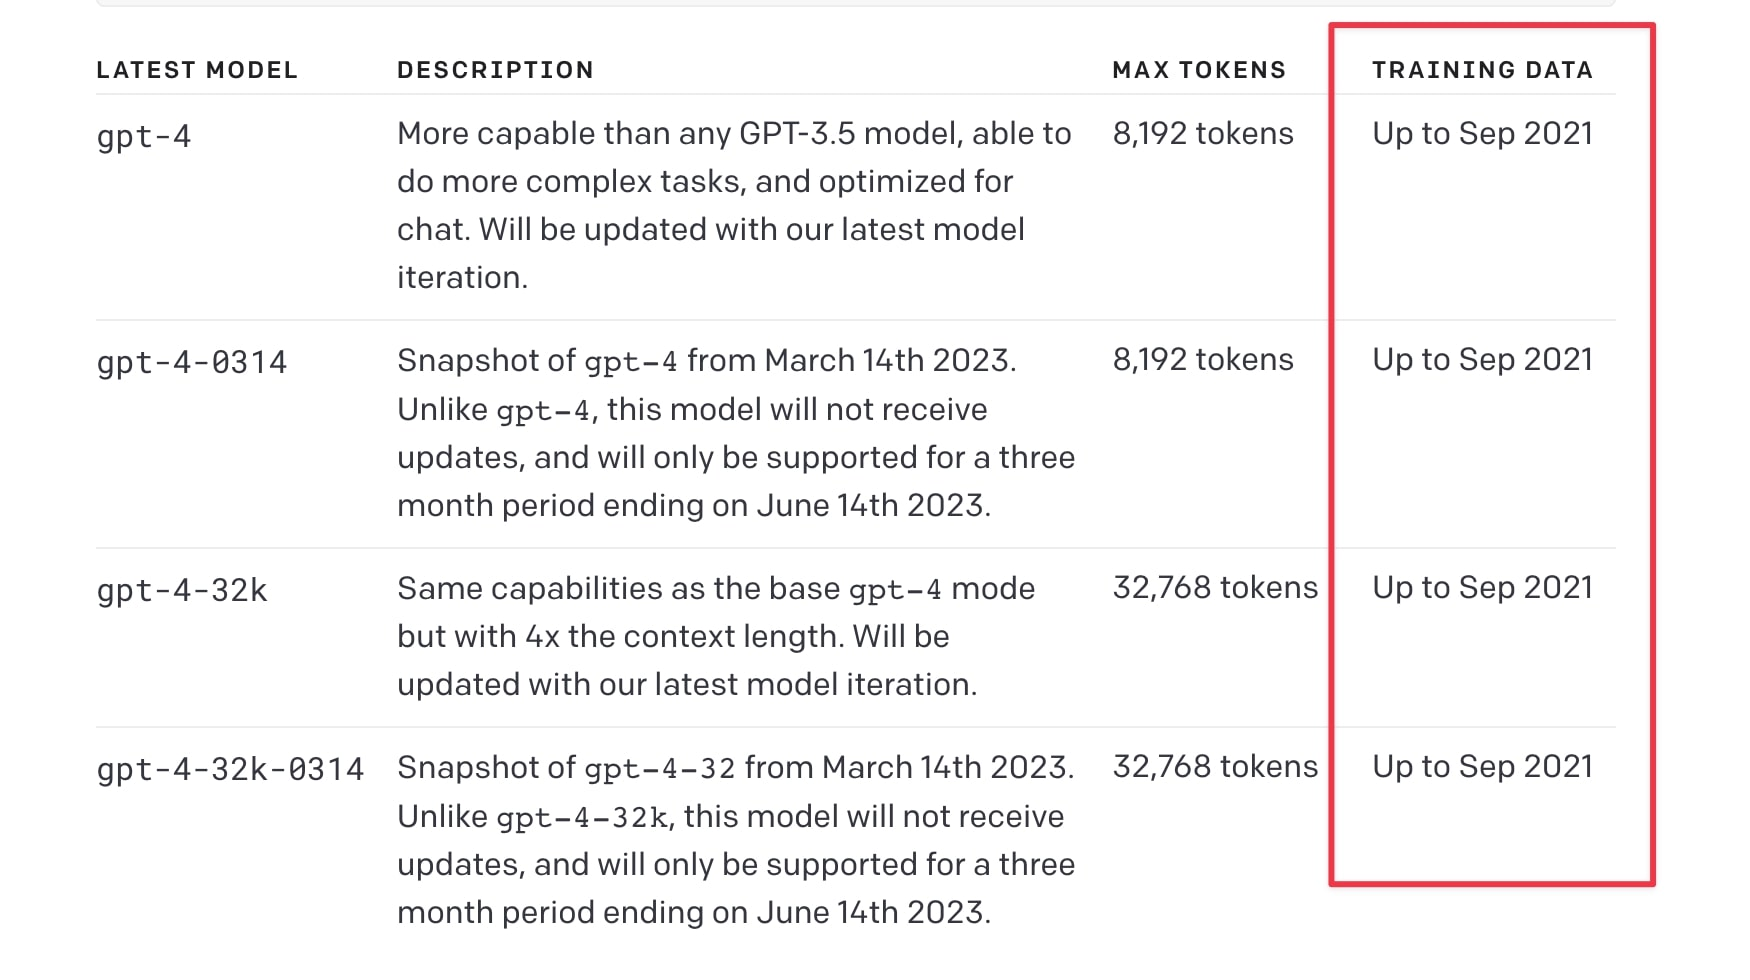 LATEST MODEL DESCRIPTION MAX TOKENS TRAINING DATA
gpt-4 More capable than any GPT-3.5 model, able to 8,192 tokens Up to Sep 2021
do more complex tasks, and optimized for
chat. Will be updated with our latest model
iteration.
gpt-4-0314 Snapshot of gpt-4 from March 14th 2023. 8,192 tokens Up to Sep 2021
Unlike gpt-4, this model will not receive
updates, and will only be supported for a three
month period ending on June 14th 2023.
gpt-4-32k Same capabilities as the base gpt-4 mode 32,768 tokens Up to Sep 2021
but with 4x the context length. Will be
updated with our latest model iteration.
gpt-4-32k-0314 Snapshot of gpt-4-32 from March 14th 2023. 32,768 tokens Up to Sep 2021
Unlike gpt-4-32k, this model will not receive
updates, and will only be supported for a three
month period ending on June 14th 2023.